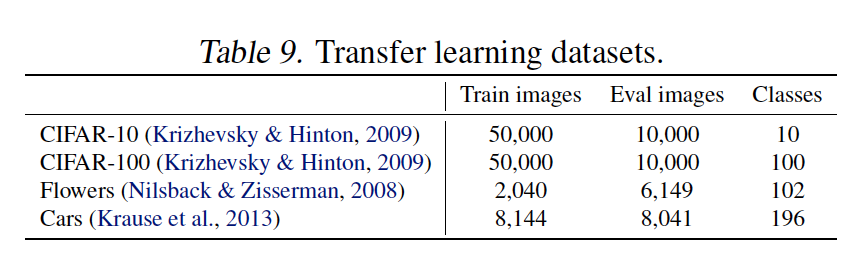 Table 9. Transfer learning datasets.
Train images Eval images Classes
CIFAR-10 (Krizhevsky & Hinton, 2009) 50,000 10,000 10
CIFAR-100 (Krizhevsky & Hinton, 2009) 50,000 10,000 100
Flowers (Nilsback & Zisserman, 2008) 2,040 6,149 102
Cars (Krause et al., 2013) 8,144 8,041 196